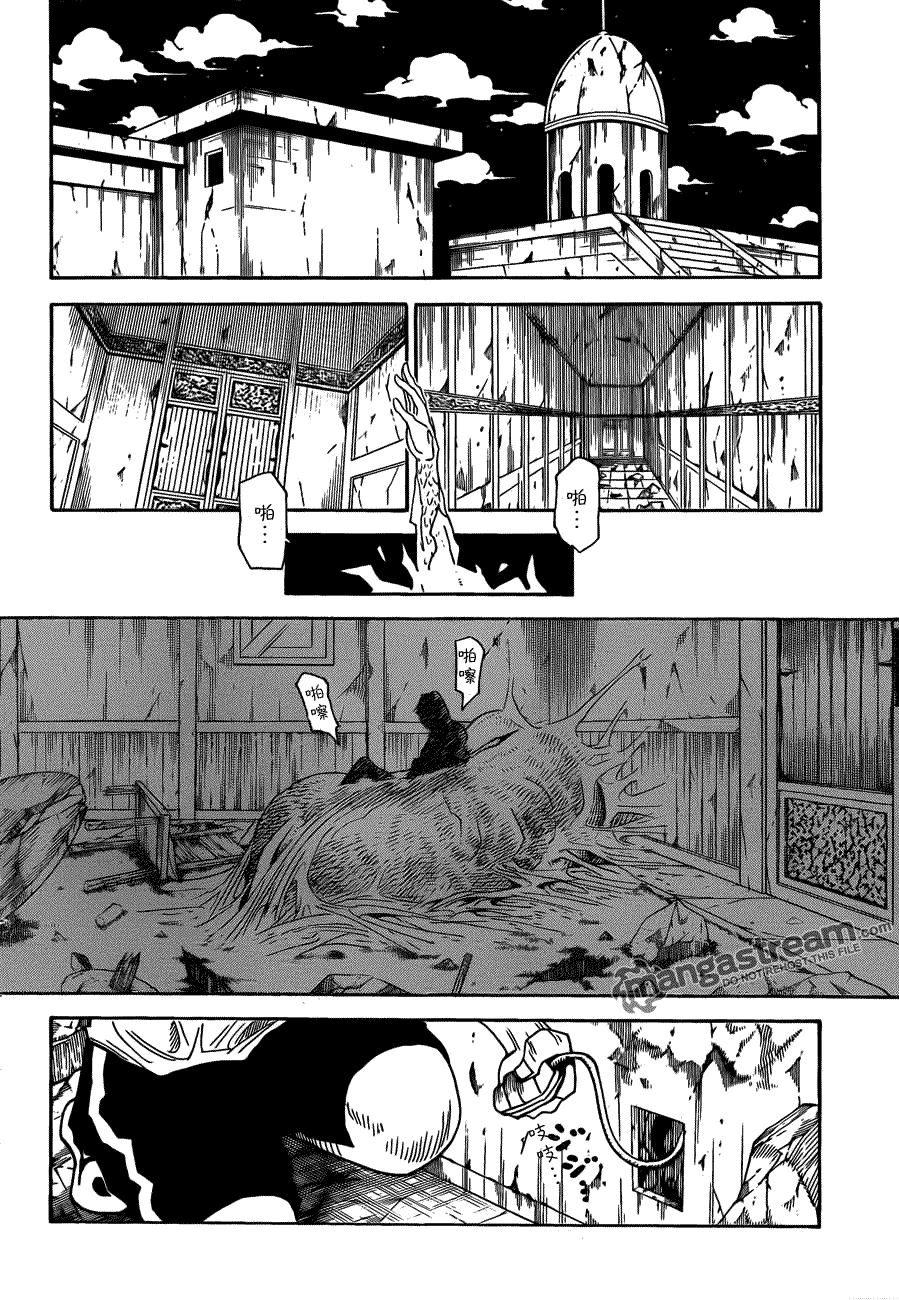 啪…
啪…
啪嚓
啪嚓
吱
吱…
mangastream.com
DO NOT REHOST THIS FILE